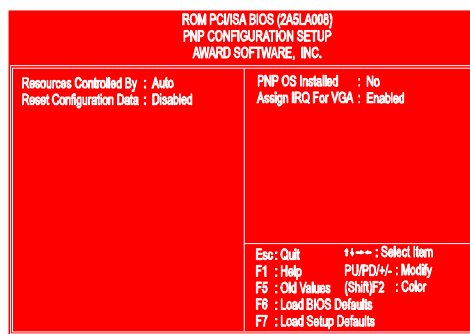 ROM PCI/ISA BIOS (2A5LA008)
PNP CONFIGURATION SETUP
AWARD SOFTWARE, INC.
Resources Controlled By : Auto
Reset Configuration Data : Disabled
PNP OS Installed : No
Assign IRQ For VGA : Enabled
Esc : Quit ↑↓→← : Select Item
F1 : Help PU/PD/+/- : Modify
F5 : Old Values (Shift)F2 : Color
F6 : Load BIOS Defaults
F7 : Load Setup Defaults